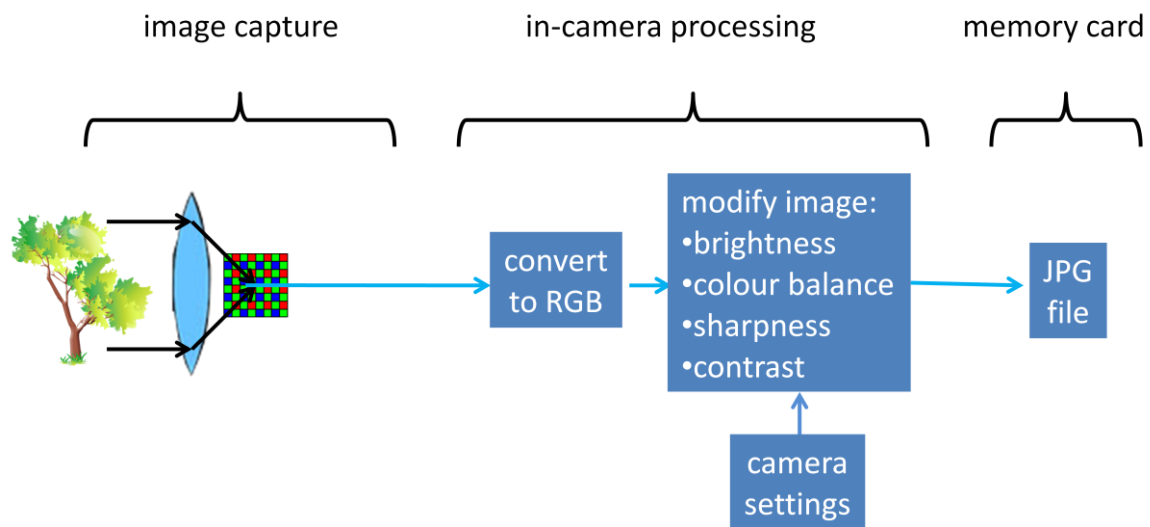 image capture
in-camera processing
memory card
convert
to RGB
modify image:
•brightness
•colour balance
•sharpness
•contrast
JPG
file
camera
settings